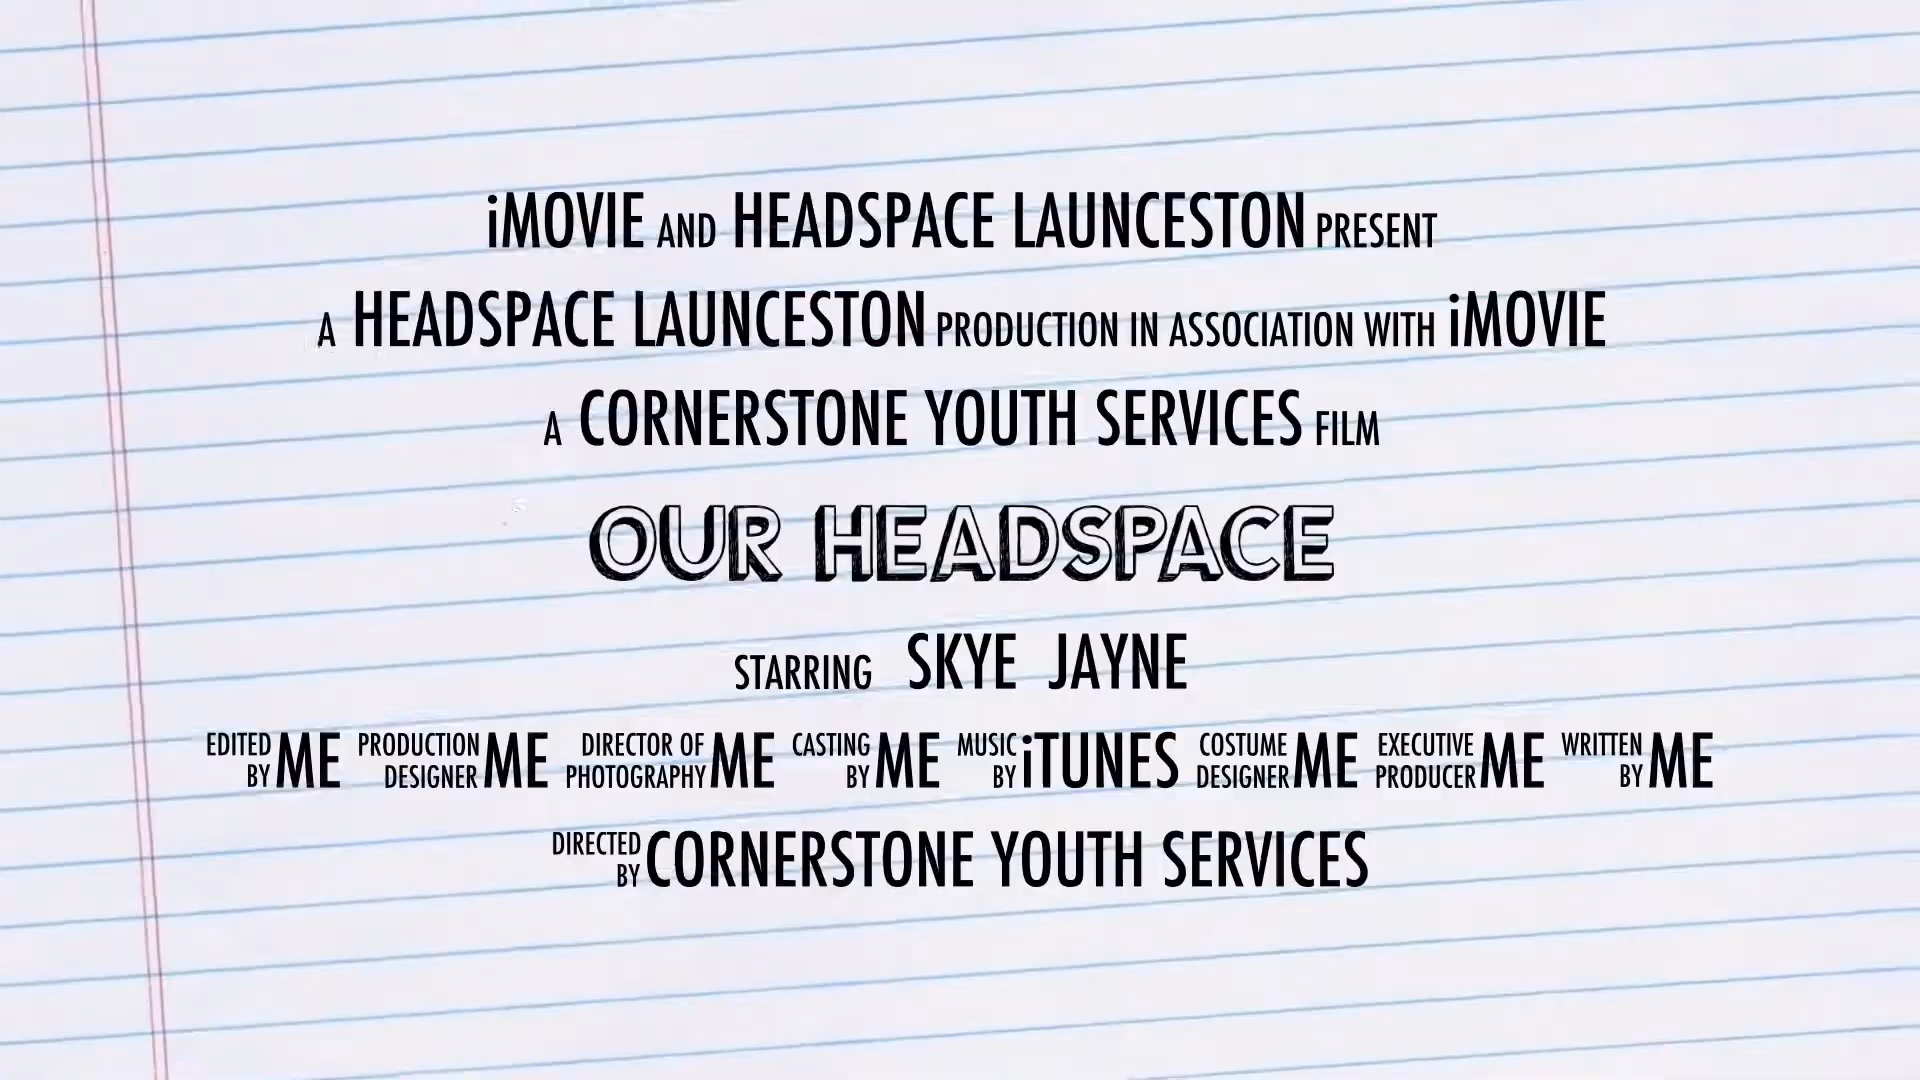 iMOVIE AND HEADSPACE LAUNCESTON PRESENT
A HEADSPACE LAUNCESTON PRODUCTION IN ASSOCIATION WITH iMOVIE
A CORNERSTONE YOUTH SERVICES FILM
OUR HEADSPACE
STARRING SKYE JAYNE
EDITED BY ME PRODUCTION DESIGNER ME DIRECTOR OF PHOTOGRAPHY ME CASTING BY ME MUSIC BY iTUNES COSTUME DESIGNER ME EXECUTIVE PRODUCER ME WRITTEN BY ME
DIRECTED BY CORNERSTONE YOUTH SERVICES